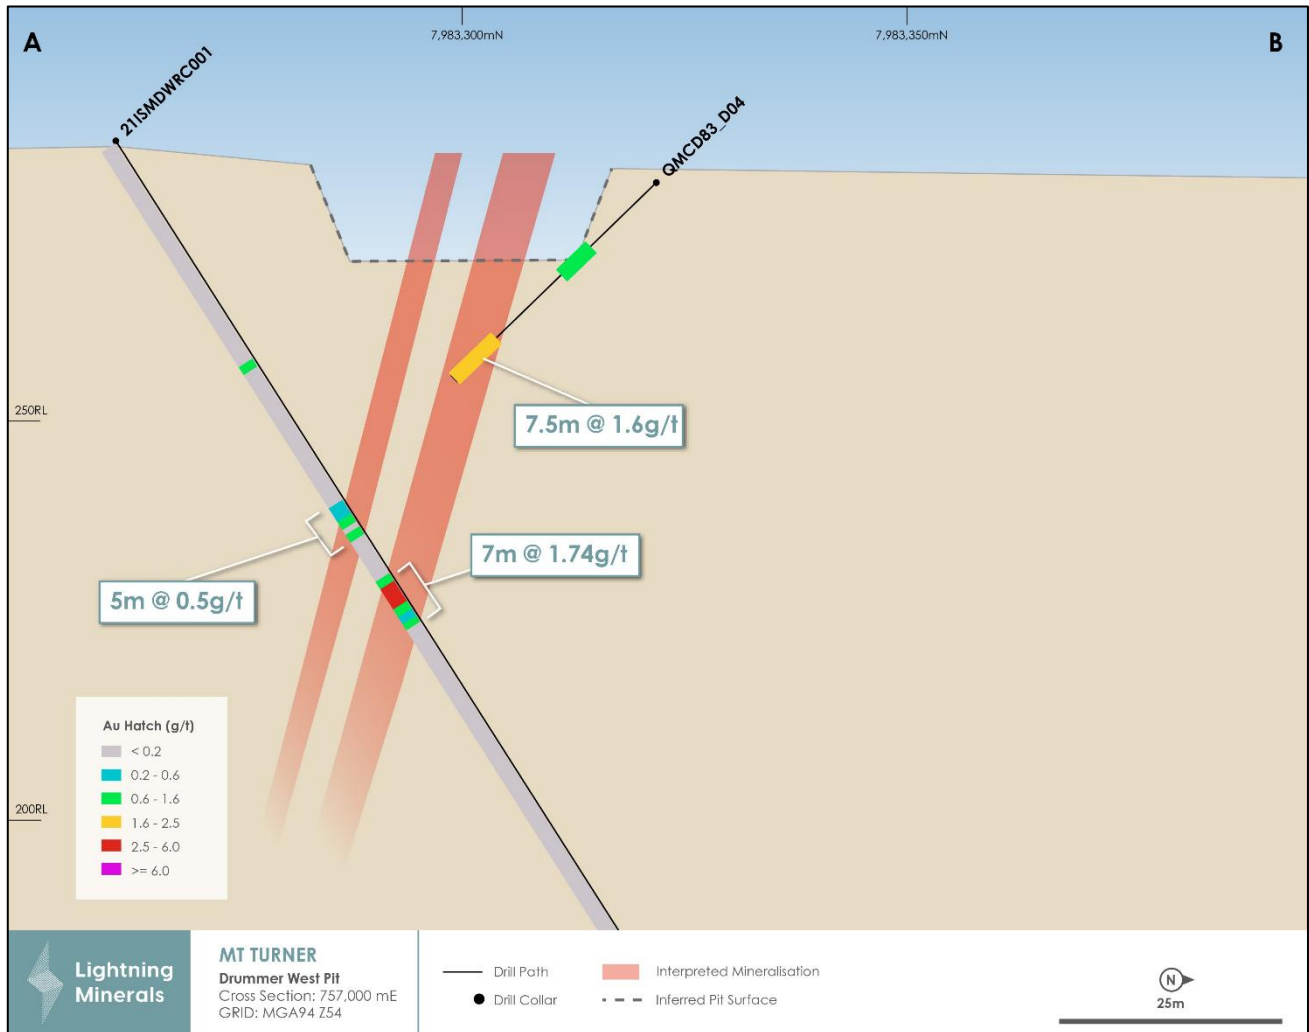 A
7,983,300mN
7,983,350mN
B
21ISMDWRC001
QMCD83_D04
250RL
7.5m @ 1.6g/t
7m @ 1.74g/t
5m @ 0.5g/t
Au Hatch (g/t)
< 0.2
0.2 - 0.6
0.6 - 1.6
1.6 - 2.5
2.5 - 6.0
>= 6.0
200RL
Lightning
Minerals
MT TURNER
Drummer West Pit
Cross Section: 757,000 mE
GRID: MGA94 Z54
Drill Path
Interpreted Mineralisation
Drill Collar
Inferred Pit Surface
N
25m